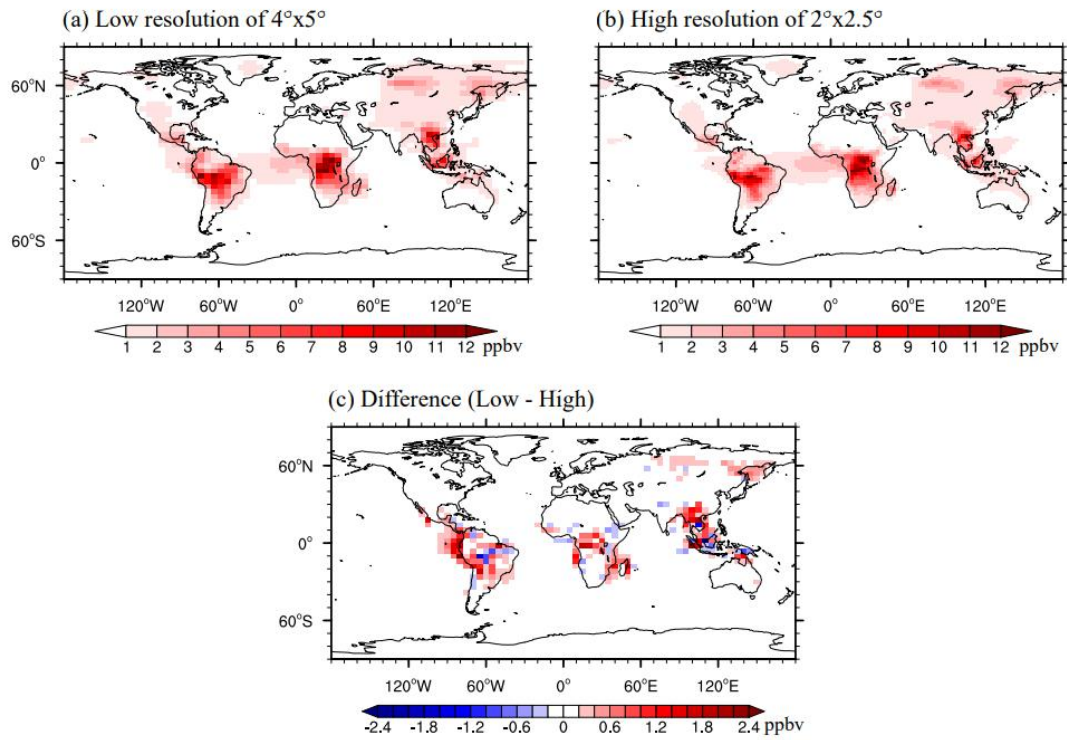 (a) Low resolution of 4°x5°
(b) High resolution of 2°x2.5°
60°N
0°
60°S
120°W 60°W 0° 60°E 120°E
120°W 60°W 0° 60°E 120°E
1 2 3 4 5 6 7 8 9 10 11 12 ppbv
1 2 3 4 5 6 7 8 9 10 11 12 ppbv
60°N
0°
60°S
(c) Difference (Low - High)
60°N
0°
60°S
120°W 60°W 0° 60°E 120°E
-2.4 -1.8 -1.2 -0.6 0 0.6 1.2 1.8 2.4 ppbv